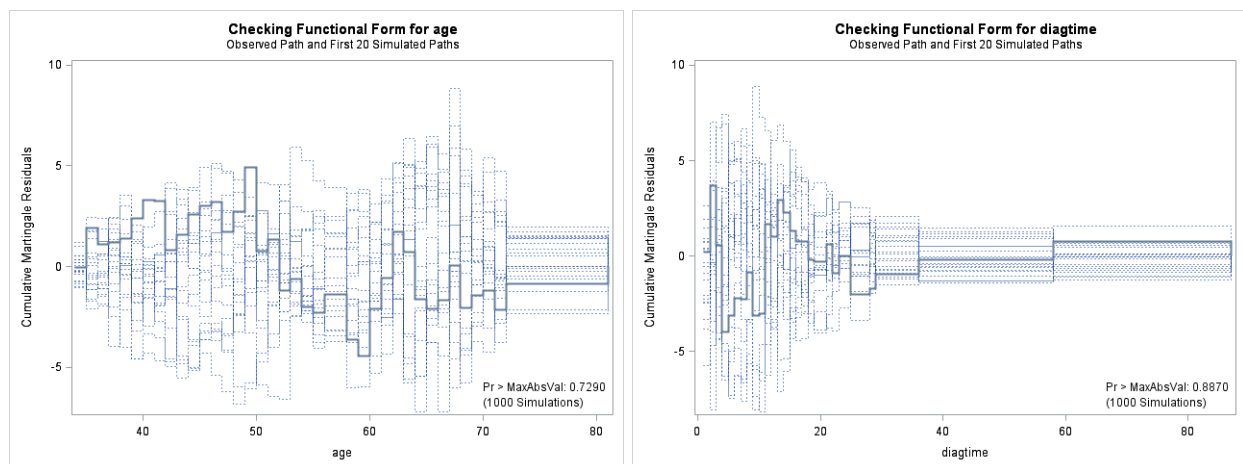 Checking Functional Form for age
Observed Path and First 20 Simulated Paths
10
5
0
-5
Cumulative Martingale Residuals
Pr > MaxAbsVal: 0.7290
(1000 Simulations)
40 50 60 70 80
age
Checking Functional Form for diagtime
Observed Path and First 20 Simulated Paths
10
5
0
-5
Cumulative Martingale Residuals
Pr > MaxAbsVal: 0.8870
(1000 Simulations)
0 20 40 60 80
diagtime